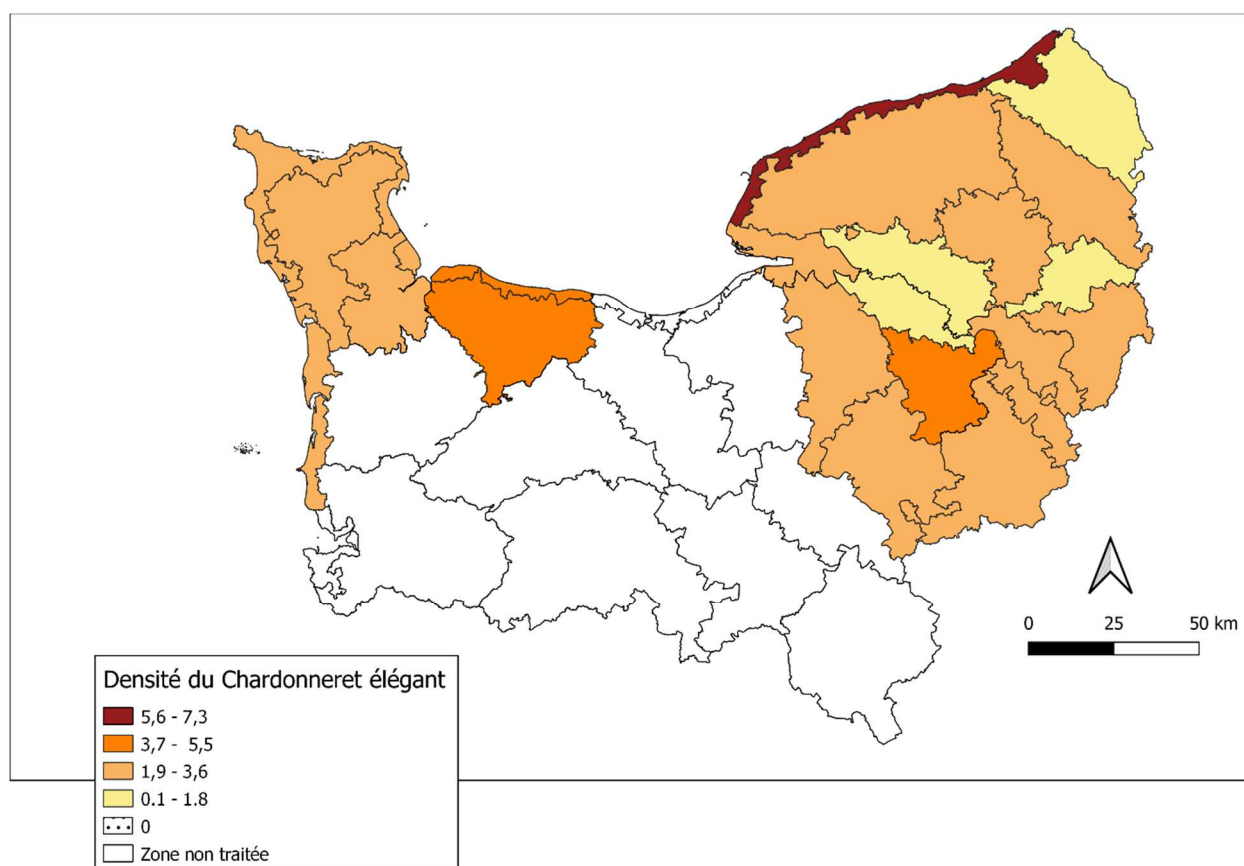 0 25 50 km
Densité du Chardonneret élégant
5,6 - 7,3
3,7 - 5,5
1,9 - 3,6
0.1 - 1.8
0
Zone non traitée